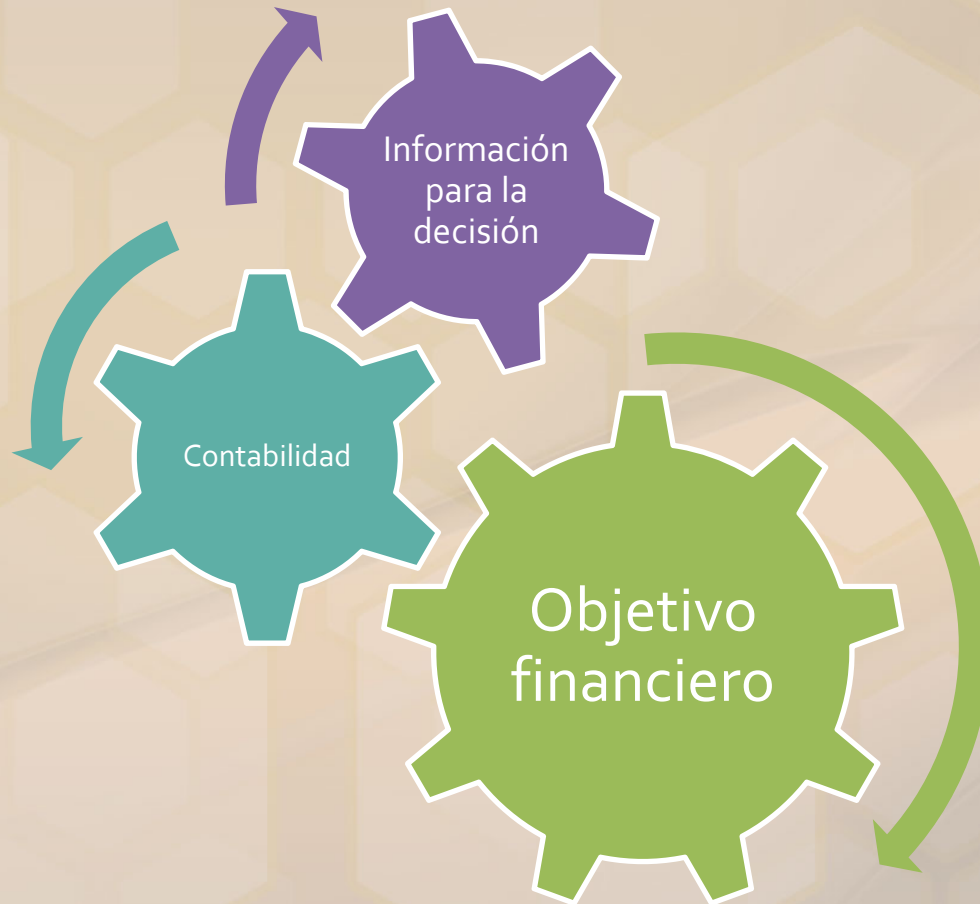 Información
para la
decisión
Contabilidad
Objetivo
financiero